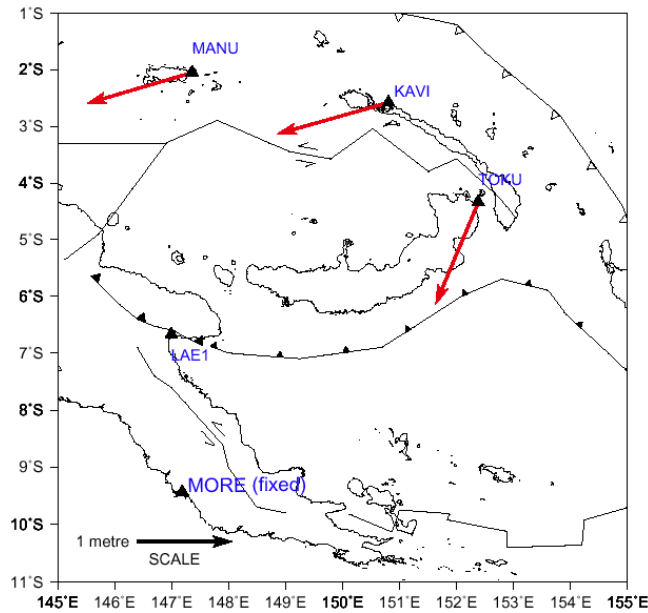 1°S
MANU
2°S
KAVI
3°S
4°S
TOKU
5°S
6°S
7°S
LAE1
8°S
9°S
MORE (fixed)
10°S
1 metre
SCALE
11°S
145°E 146°E 147°E 148°E 149°E 150°E 151°E 152°E 153°E 154°E 155°E